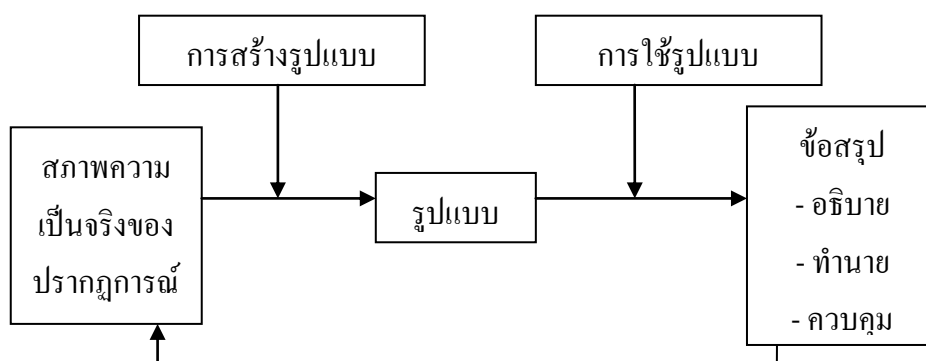 การสร้างรูปแบบ
การใช้รูปแบบ
สภาพความ
เป็นจริงของ
ปรากฏการณ์
รูปแบบ
ข้อสรุป
- อธิบาย
- ทำนาย
- ควบคุม